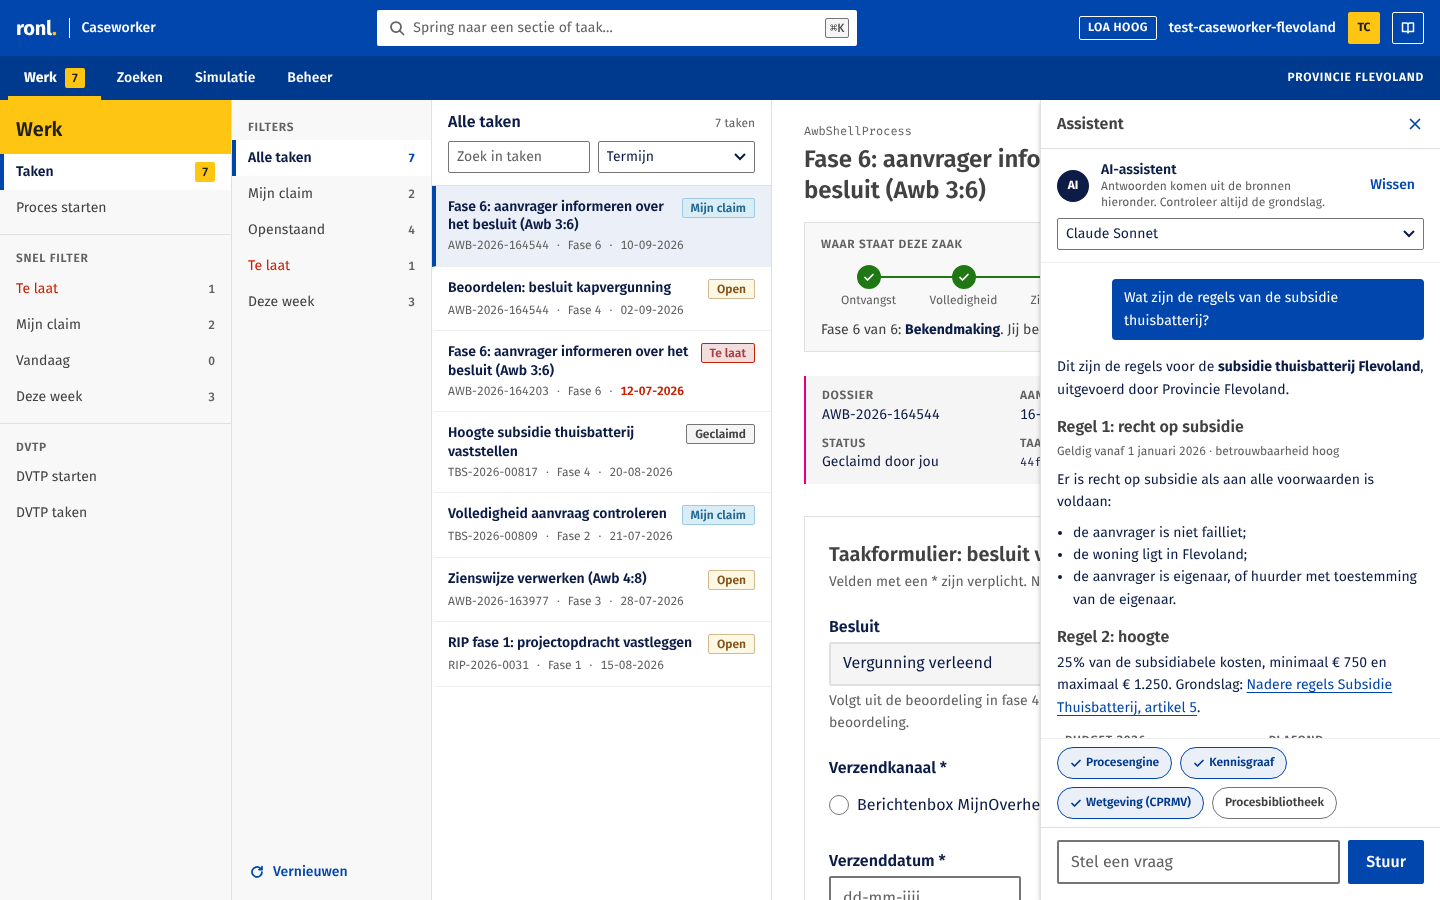 ronl.
Caseworker
Spring naar een sectie of taak...
⌘K
LOA HOOG
test-caseworker-flevoland
TC
Werk 7
Zoeken
Simulatie
Beheer
PROVINCIE FLEVOLAND
Werk
Taken 7
Proces starten
SNEL FILTER
Te laat 1
Mijn claim 2
Vandaag 0
Deze week 3
DVTP
DVTP starten
DVTP taken
FILTERS
Alle taken 7
Mijn claim 2
Openstaand 4
Te laat 1
Deze week 3
Vernieuwen
Alle taken
7 taken
Zoek in taken
Termijn
Fase 6: aanvrager informeren over
het besluit (Awb 3:6)
Mijn claim
AWB-2026-164544 · Fase 6 · 10-09-2026
Beoordelen: besluit kapvergunning
Open
AWB-2026-164544 · Fase 4 · 02-09-2026
Fase 6: aanvrager informeren over het
besluit (Awb 3:6)
Te laat
AWB-2026-164203 · Fase 6 · 12-07-2026
Hoogte subsidie thuisbatterij
vaststellen
Geclaimd
TBS-2026-00817 · Fase 4 · 20-08-2026
Volledigheid aanvraag controleren
Mijn claim
TBS-2026-00809 · Fase 2 · 21-07-2026
Zienswijze verwerken (Awb 4:8)
Open
AWB-2026-163977 · Fase 3 · 28-07-2026
RIP fase 1: projectopdracht vastleggen
Open
RIP-2026-0031 · Fase 1 · 15-08-2026
AwbShellProcess
Fase 6: aanvrager info
besluit (Awb 3:6)
WAAR STAAT DEZE ZAAK
Ontvangst
Volledigheid
Zi
Fase 6 van 6: Bekendmaking. Jij be
DOSSIER
AWB-2026-164544
AAN
16-
STATUS
Geclaimd door jou
TAA
44f
Taakformulier: besluit v
Velden met een * zijn verplicht. N
Besluit
Vergunning verleend
Volgt uit de beoordeling in fase 4
beoordeling.
Verzendkanaal *
Berichtenbox MijnOverhe
Verzenddatum *
dd-mm-jjjj
Assistent
AI
AI-assistent
Antwoorden komen uit de bronnen
hieronder. Controleer altijd de grondslag.
Wissen
Claude Sonnet
Wat zijn de regels van de subsidie
thuisbatterij?
Dit zijn de regels voor de subsidie thuisbatterij Flevoland,
uitgevoerd door Provincie Flevoland.
Regel 1: recht op subsidie
Geldig vanaf 1 januari 2026 · betrouwbaarheid hoog
Er is recht op subsidie als aan alle voorwaarden is
voldaan:
• de aanvrager is niet failliet;
• de woning ligt in Flevoland;
• de aanvrager is eigenaar, of huurder met toestemming
van de eigenaar.
Regel 2: hoogte
25% van de subsidiabele kosten, minimaal € 750 en
maximaal € 1.250. Grondslag: Nadere regels Subsidie
Thuisbatterij, artikel 5.
BUDGET 2026
PLAFOND
Procesengine
Kennisgraaf
Wetgeving (CPRMV)
Procesbibliotheek
Stel een vraag
Stuur